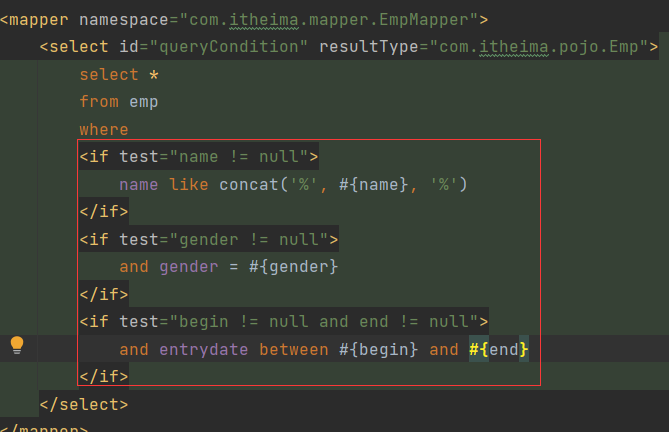 <mapper namespace="com.itheima.mapper.EmpMapper">
<select id="queryCondition" resultType="com.itheima.pojo.Emp">
select *
from emp
where
<if test="name != null">
name like concat('%', #{name}, '%')
</if>
<if test="gender != null">
and gender = #{gender}
</if>
<if test="begin != null and end != null">
and entrydate between #{begin} and #{end}
</if>
</select>
</mapper>